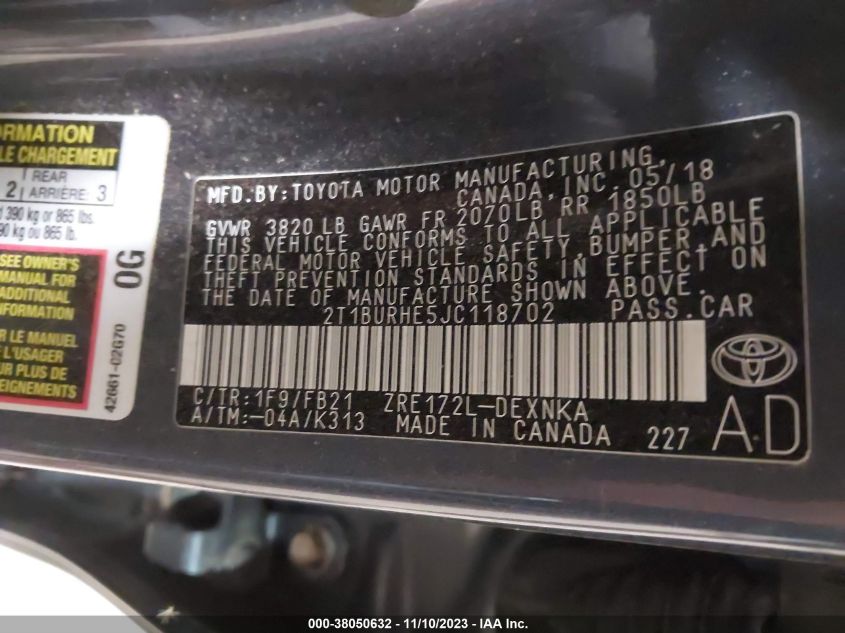 ORMATION
LE CHARGEMENT
REAR
2 ARRIÈRE 3
390 kg or 865 lbs.
90 kg ou 865 lb.
SEE OWNER'S
MANUAL FOR
ADDITIONAL
INFORMATION
R LE MANUEL
L'USAGER
UR PLUS DE
SEIGNEMENTS
0G
42661-02G70
MFD.BY:TOYOTA MOTOR MANUFACTURING,
CANADA, INC. 05/18
GVWR 3820 LB GAWR FR 2070LB RR 1850LB
THIS VEHICLE CONFORMS TO ALL APPLICABLE
FEDERAL MOTOR VEHICLE SAFETY, BUMPER, AND
THEFT PREVENTION STANDARDS IN EFFECT ON
THE DATE OF MANUFACTURE SHOWN ABOVE.
2T1BURHE5JC118702 PASS.CAR
C/TR:1F9/FB21 ZRE172L-DEXNKA
A/TM:-04A/K313 MADE IN CANADA 227
AD
000-38050632 - 11/10/2023 - IAA Inc.